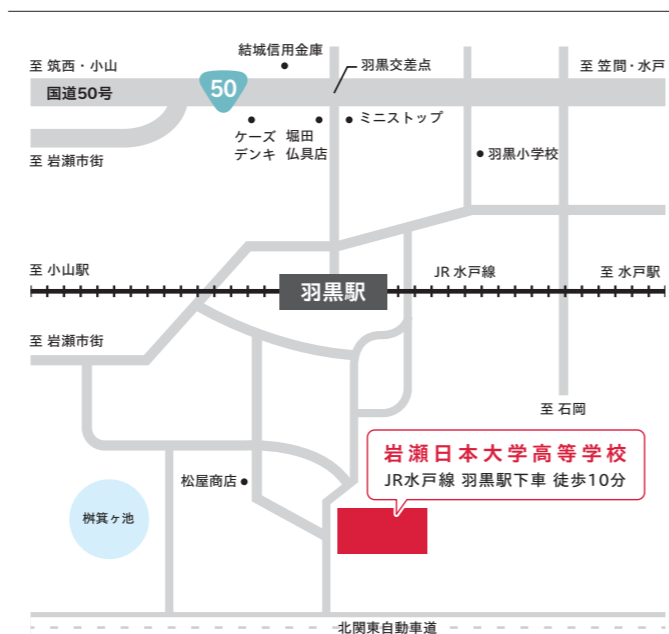 結城信用金庫
至 筑西・小山
羽黒交差点
至 笠間・水戸
国道50号
50
ミニストップ
ケーズ
デンキ
堀田
仏具店
至 岩瀬市街
羽黒小学校
至 小山駅
JR 水戸線
至 水戸駅
羽黒駅
至 岩瀬市街
至 石岡
岩瀬日本大学高等学校
JR水戸線 羽黒駅下車 徒歩10分
松屋商店
桝箕ヶ池
北関東自動車道